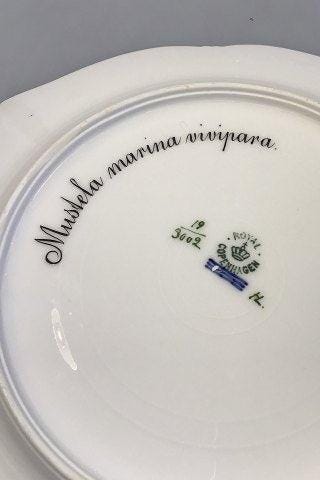 Mustela marina vivipara.
19
3002
ROYAL
COPENHAGEN
H.